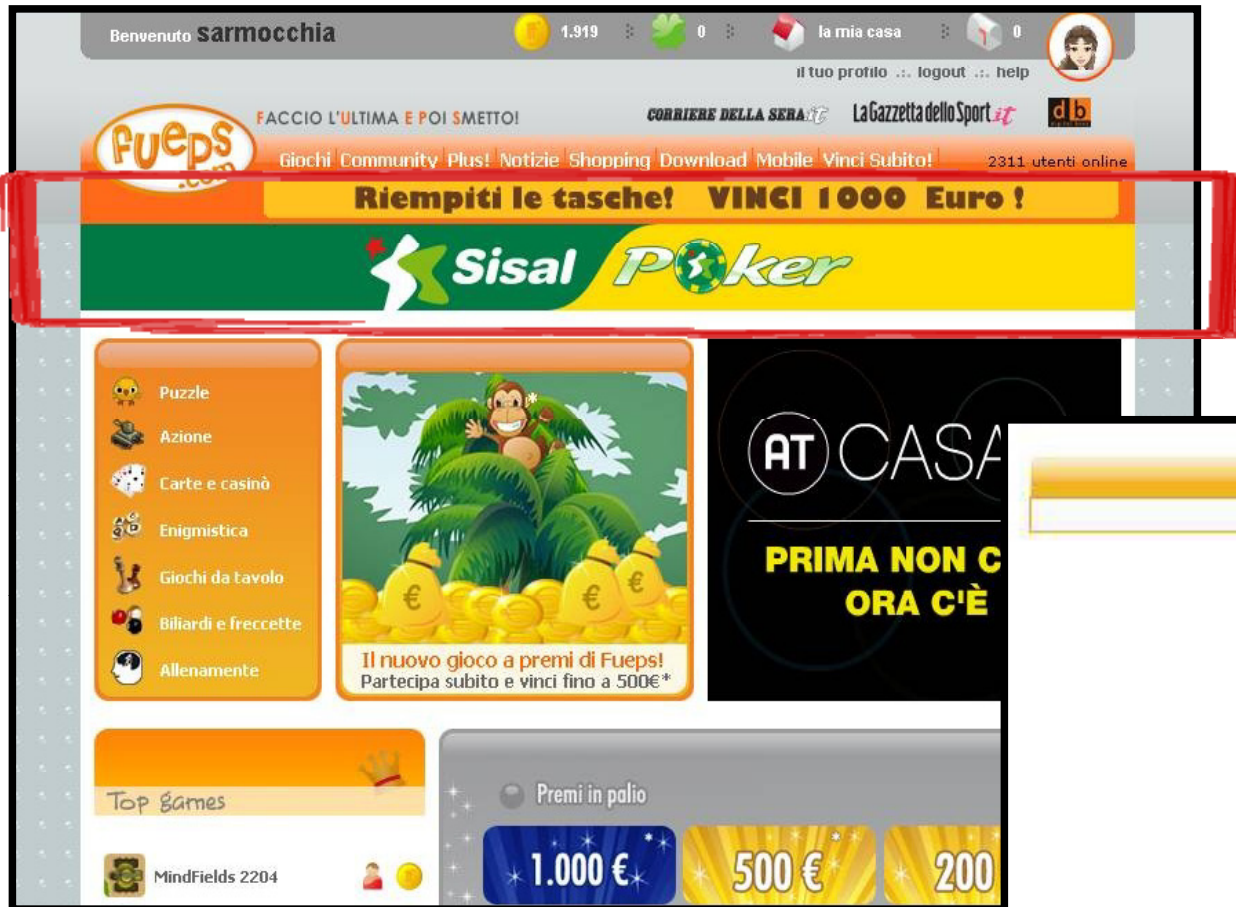 Benvenuto sarmocchia 1.919 0 la mia casa 0
il tuo profilo .:. logout .:. help
FACCIO L'ULTIMA E POI SMETTO! CORRIERE DELLA SERA.it La Gazzetta dello Sport.it db
fueps.com
Giochi Community Plus! Notizie Shopping Download Mobile Vinci Subito! 2311 utenti online
Riempiti le tasche! VINCI 1000 Euro !
Sisal Poker
Puzzle
Azione
Carte e casinò
Enigmistica
Giochi da tavolo
Biliardi e freccette
Allenamente
*
€ € €
Il nuovo gioco a premi di Fueps!
Partecipa subito e vinci fino a 500€*
AT CASA
PRIMA NON C
ORA C'È
Top games
MindFields 2204
Premi in palio
1.000 €
500 €
200